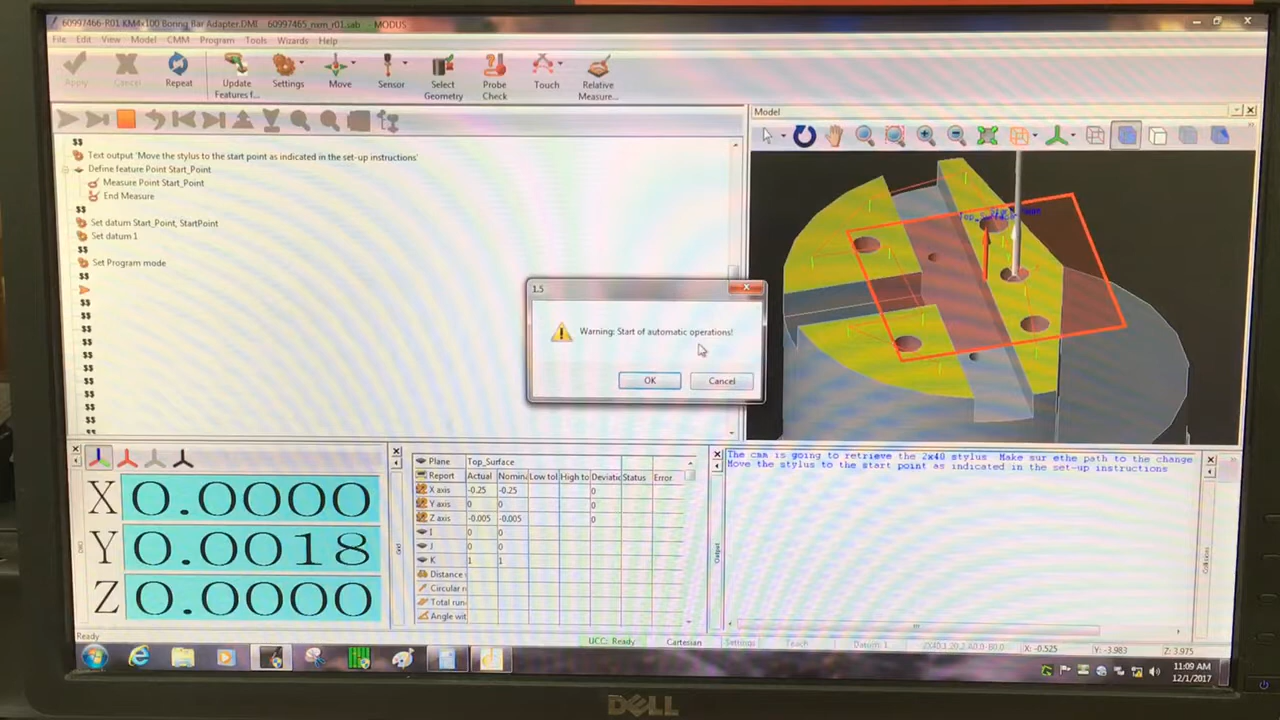 60997466-R01 KM4x100 Boring Bar Adapter.DMI 60997465_nem_r01.sab - MODUS
File Edit View Model CMM Program Tools Wizards Help
Apply Cancel Repeat Update Features f... Settings Move Sensor Select Geometry Probe Check Touch Relative Measure...
Model
$$
Text output 'Move the stylus to the start point as indicated in the set-up instructions'
Define feature Point Start_Point
Measure Point Start_Point
End Measure
$$
Set datum Start_Point, StartPoint
Set datum 1
$$
Set Program mode
$$
$$
$$
$$
$$
$$
$$
$$
$$
$$
$$
$$
1.5
Warning: Start of automatic operations!
OK Cancel
X 0.0000
Y 0.0018
Z 0.0000
Plane Top_Surface
Report Actual Nomin Low tol High to Deviatio Status Error
X axis -0.25 -0.25 0
Y axis 0 0 0
Z axis -0.005 -0.005 0
I 0 0
J 0 0
K 1 1
Distance
Circular r
Total run
Angle wit
Output
Collisions
The cmm is going to retrieve the 2x40 stylus Make sur ethe path to the change
Move the stylus to the start point as indicated in the set-up instructions
Ready UCC: Ready Cartesian Settings Teach Datum: 1 X: -0.525 Y: -3.983 Z: 3.975
11:09 AM
12/1/2017
DELL